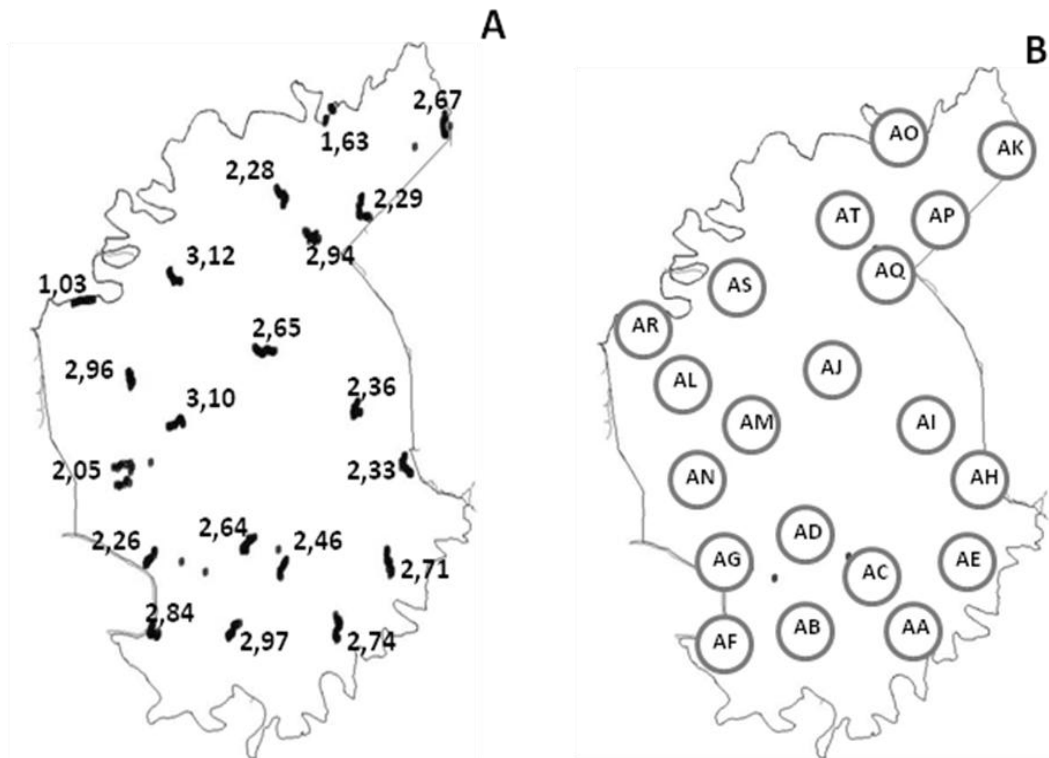 A
2,67
1,63
2,28
2,29
2,94
3,12
1,03
2,65
2,96
2,36
3,10
2,05
2,33
2,26
2,64
2,46
2,71
2,84
2,97
2,74
B
AO
AK
AT
AP
AQ
AS
AR
AJ
AL
AM
AI
AN
AH
AD
AG
AC
AE
AF
AB
AA